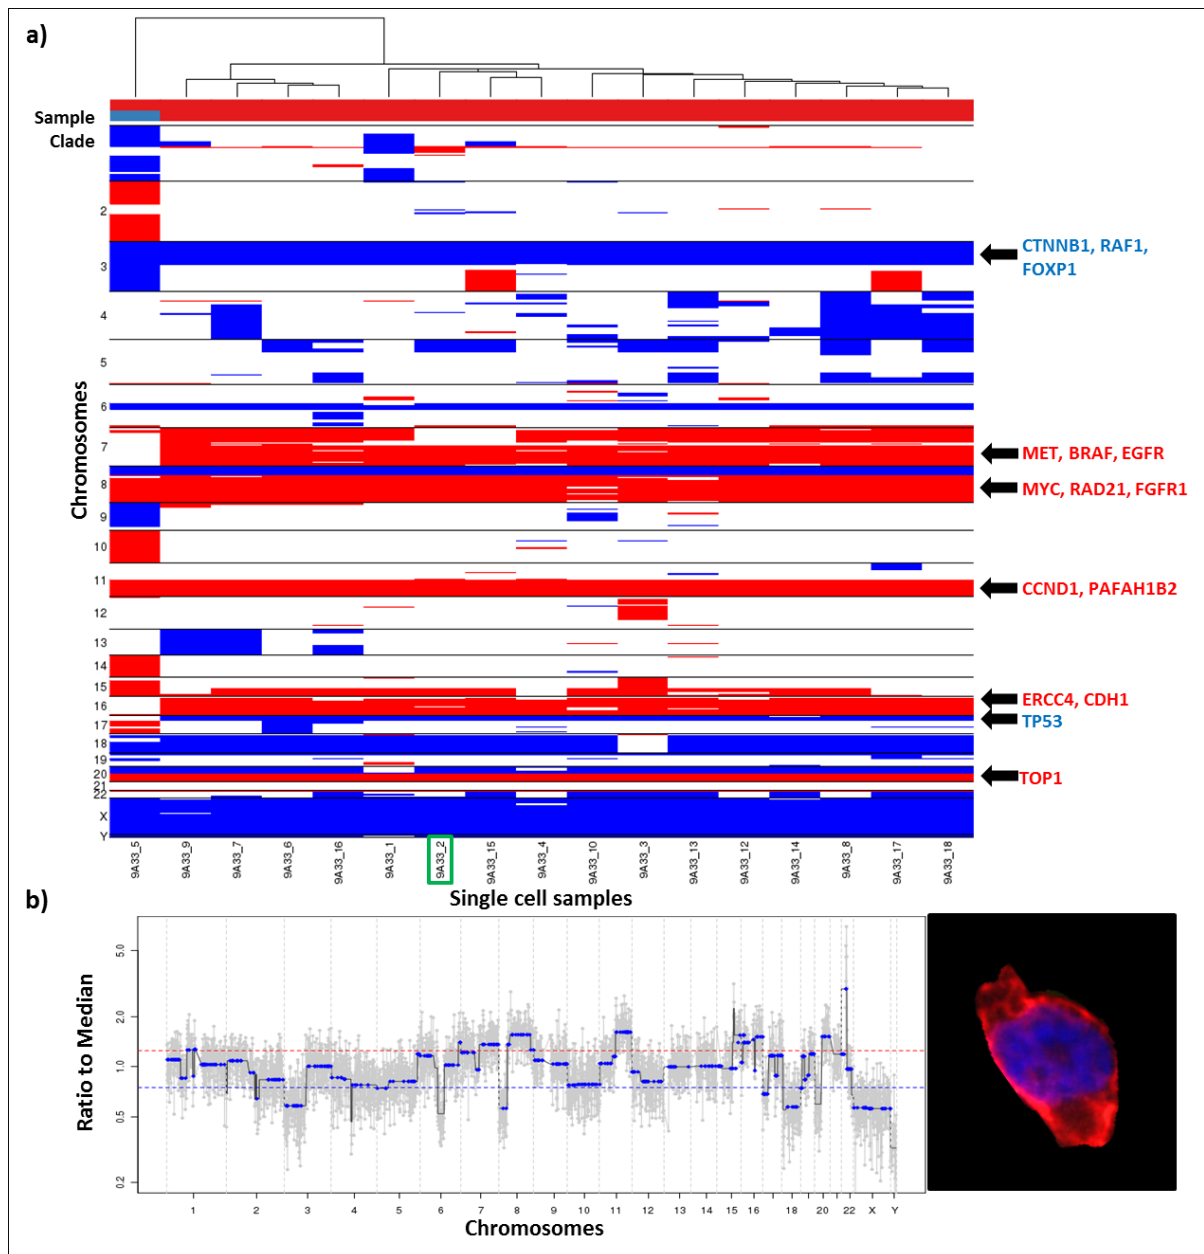 a)
Sample
Clade
2
3
CTNNB1, RAF1,
FOXP1
4
5
Chromosomes
6
7
MET, BRAF, EGFR
8
MYC, RAD21, FGFR1
9
10
11
CCND1, PAFAH1B2
12
13
14
15
16
ERCC4, CDH1
17
TP53
18
19
20
TOP1
21
22
X
Y
9A33_5
9A33_9
9A33_7
9A33_6
9A33_16
9A33_1
9A33_2
9A33_15
9A33_4
9A33_10
9A33_3
9A33_13
9A33_12
9A33_14
9A33_8
9A33_17
9A33_18
Single cell samples
b)
Ratio to Median
5.0
2.0
1.0
0.5
0.2
1 2 3 4 5 6 7 8 9 10 11 12 13 14 15 16 18 20 22 X Y
Chromosomes